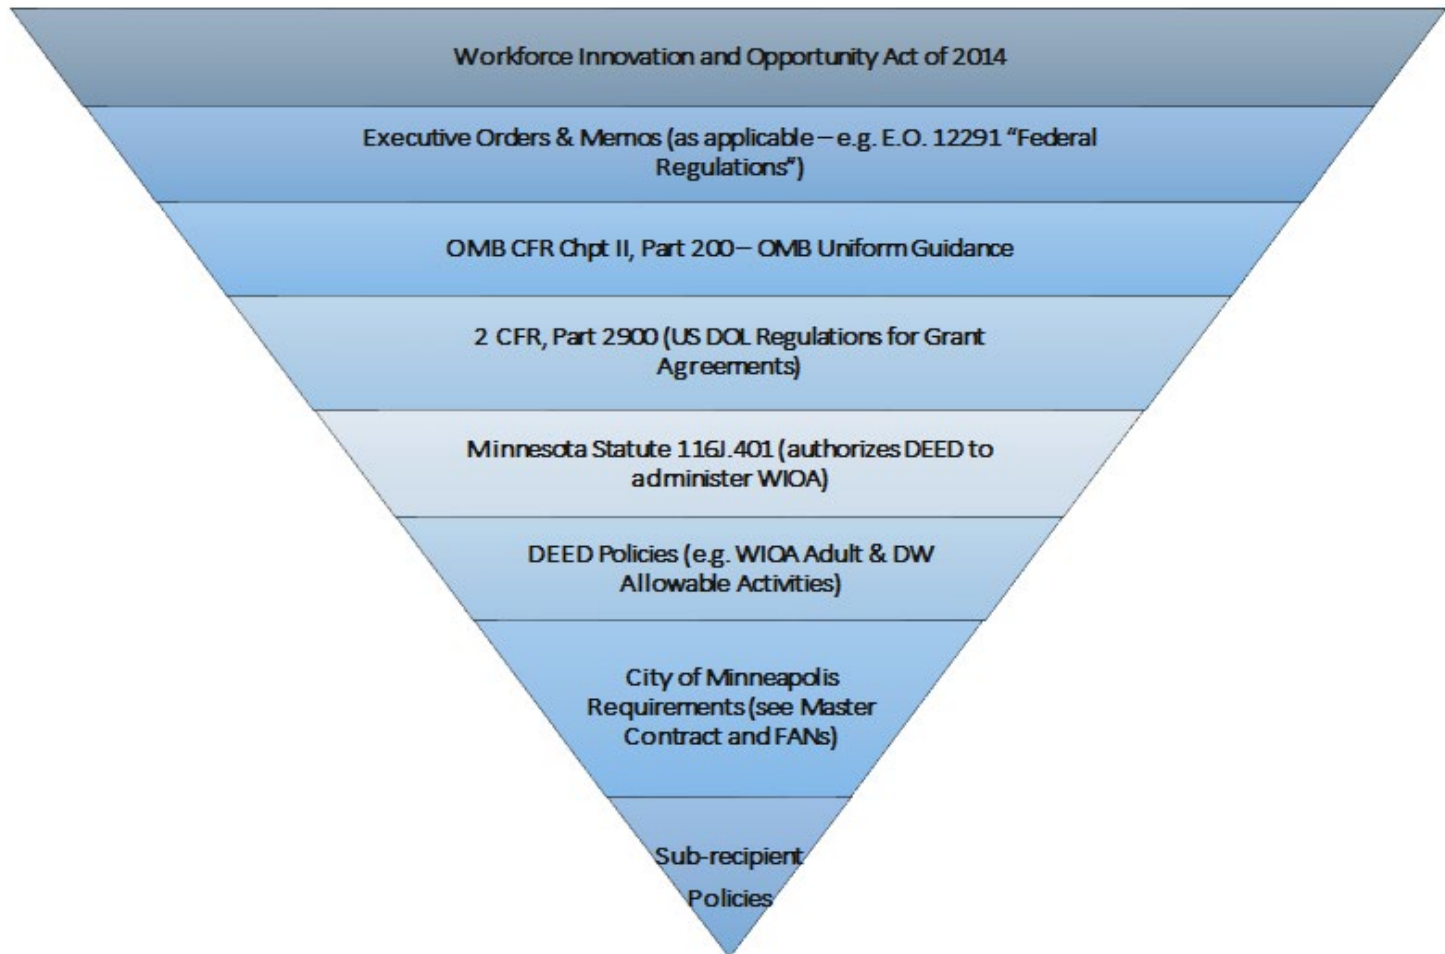 Workforce Innovation and Opportunity Act of 2014
Executive Orders & Memos (as applicable – e.g. E.O. 12291 “Federal
Regulations“)
OMB CFR Chpt II, Part 200 – OMB Uniform Guidance
2 CFR, Part 2900 (US DOL Regulations for Grant
Agreements)
Minnesota Statute 116J.401 (authorizes DEED to
administer WIOA)
DEED Policies (e.g. WIOA Adult & DW
Allowable Activities)
City of Minneapolis
Requirements (see Master
Contract and FANs)
Sub-recipient
Policies